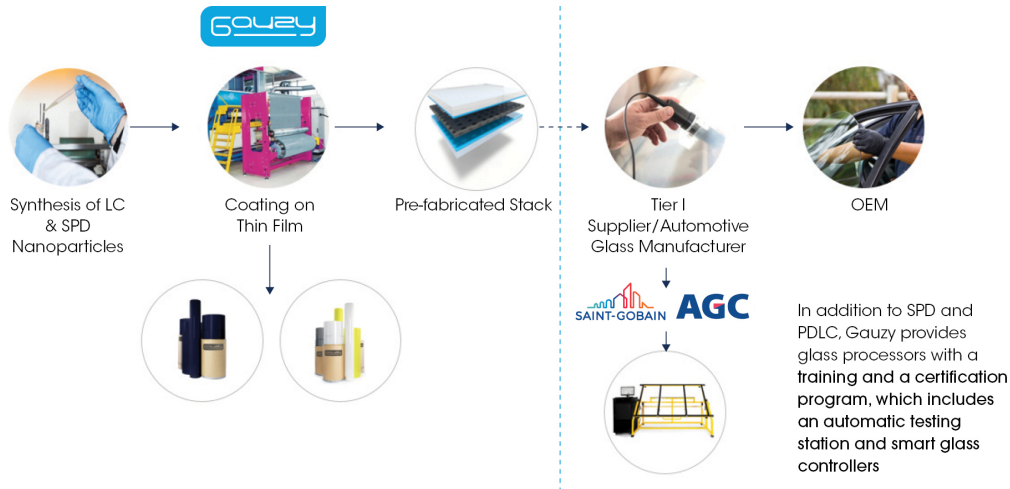 Gauzy
Synthesis of LC
& SPD
Nanoparticles
Coating on
Thin Film
Pre-fabricated Stack
Tier I
Supplier/Automotive
Glass Manufacturer
OEM
SAINT-GOBAIN
AGC
In addition to SPD and
PDLC, Gauzy provides
glass processors with a
training and a certification
program, which includes
an automatic testing
station and smart glass
controllers